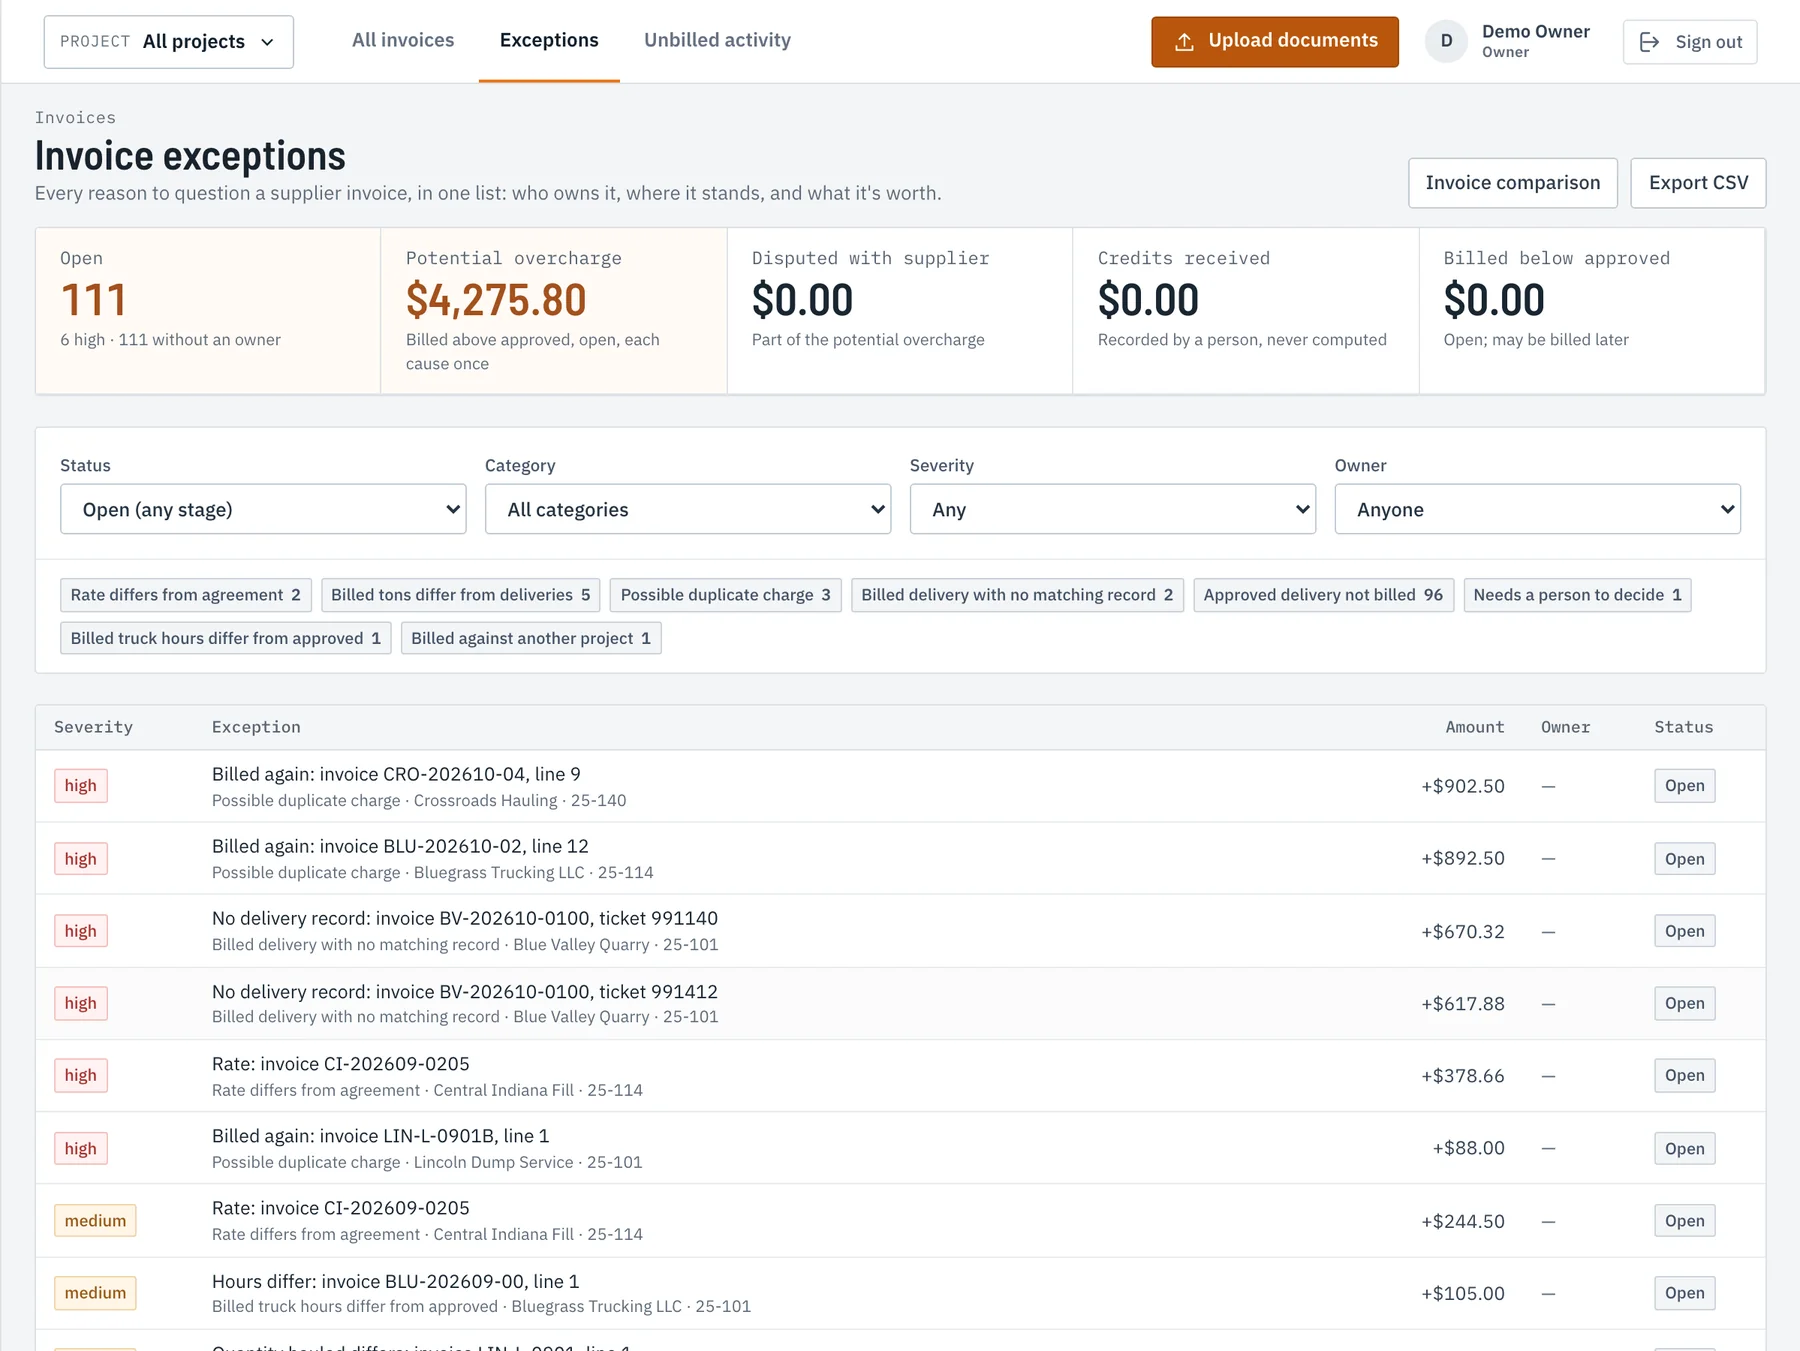 PROJECT All projects
All invoices
Exceptions
Unbilled activity
Upload documents
D
Demo Owner
Owner
Sign out
Invoices
Invoice exceptions
Every reason to question a supplier invoice, in one list: who owns it, where it stands, and what it's worth.
Invoice comparison
Export CSV
Open
111
6 high · 111 without an owner
Potential overcharge
$4,275.80
Billed above approved, open, each
cause once
Disputed with supplier
$0.00
Part of the potential overcharge
Credits received
$0.00
Recorded by a person, never computed
Billed below approved
$0.00
Open; may be billed later
Status
Open (any stage)
Category
All categories
Severity
Any
Owner
Anyone
Rate differs from agreement 2
Billed tons differ from deliveries 5
Possible duplicate charge 3
Billed delivery with no matching record 2
Approved delivery not billed 96
Needs a person to decide 1
Billed truck hours differ from approved 1
Billed against another project 1
Severity Exception Amount Owner Status
high Billed again: invoice CRO-202610-04, line 9 +$902.50 — Open
Possible duplicate charge · Crossroads Hauling · 25-140
high Billed again: invoice BLU-202610-02, line 12 +$892.50 — Open
Possible duplicate charge · Bluegrass Trucking LLC · 25-114
high No delivery record: invoice BV-202610-0100, ticket 991140 +$670.32 — Open
Billed delivery with no matching record · Blue Valley Quarry · 25-101
high No delivery record: invoice BV-202610-0100, ticket 991412 +$617.88 — Open
Billed delivery with no matching record · Blue Valley Quarry · 25-101
high Rate: invoice CI-202609-0205 +$378.66 — Open
Rate differs from agreement · Central Indiana Fill · 25-114
high Billed again: invoice LIN-L-0901B, line 1 +$88.00 — Open
Possible duplicate charge · Lincoln Dump Service · 25-101
medium Rate: invoice CI-202609-0205 +$244.50 — Open
Rate differs from agreement · Central Indiana Fill · 25-114
medium Hours differ: invoice BLU-202609-00, line 1 +$105.00 — Open
Billed truck hours differ from approved · Bluegrass Trucking LLC · 25-101
Quantity hauled differs: invoice LIN-L-0901, line 1